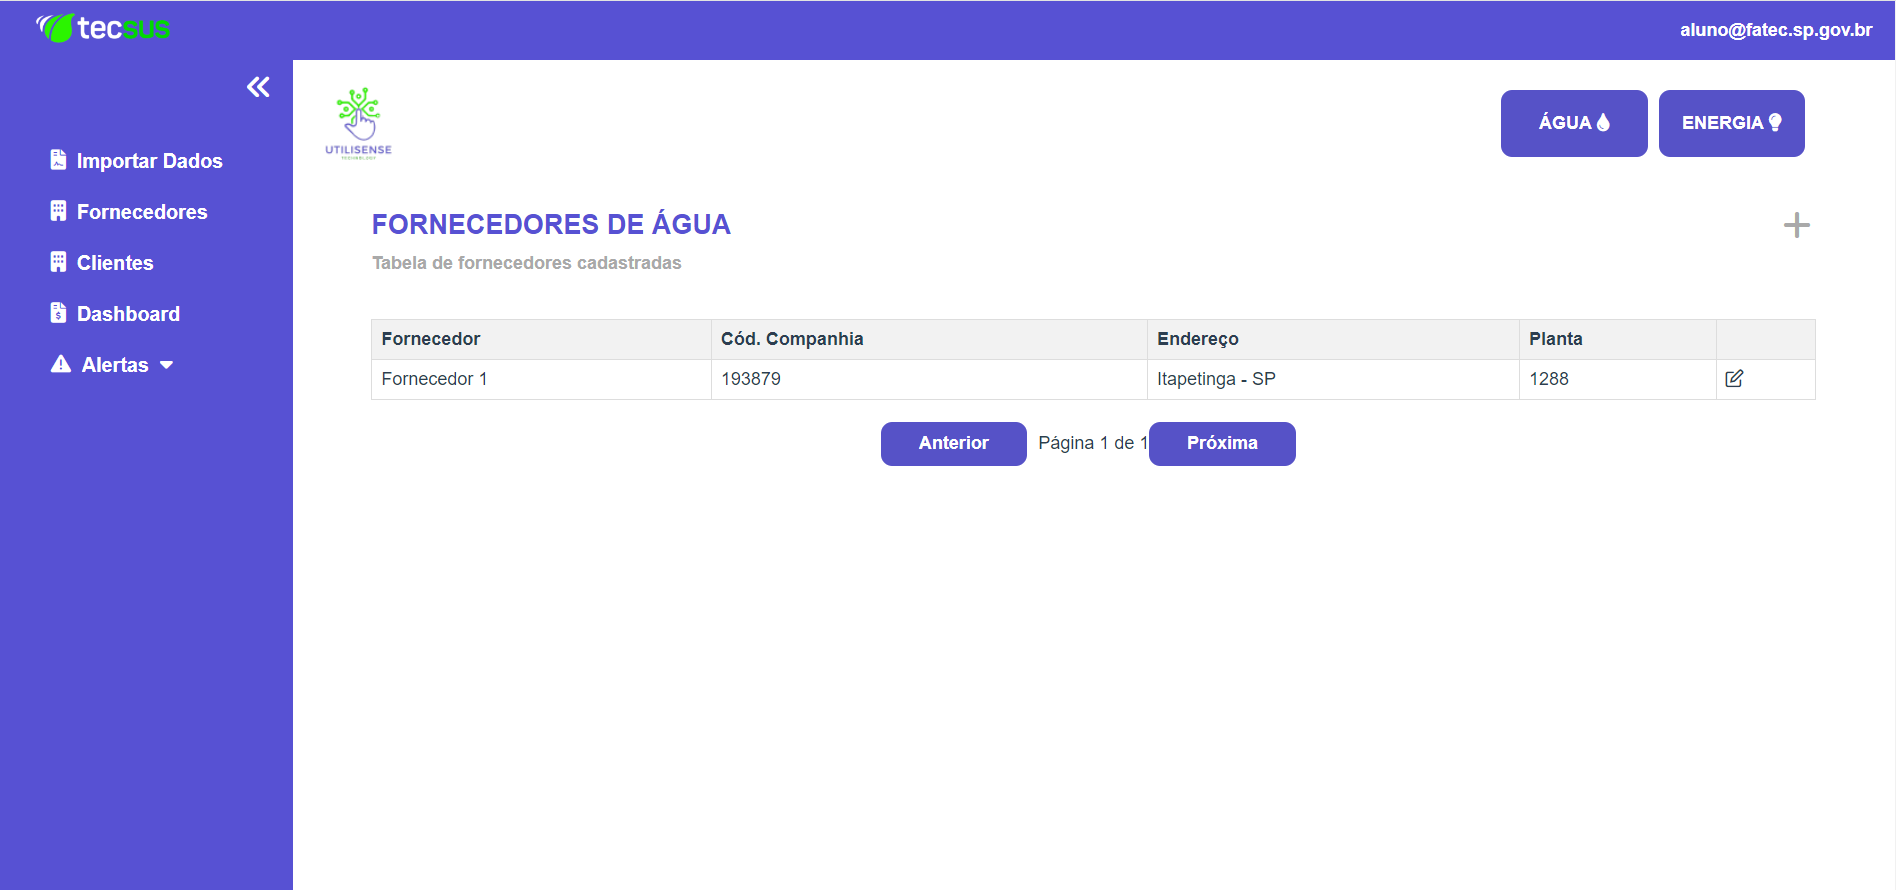 tecsus
aluno@fatec.sp.gov.br
Importar Dados
Fornecedores
Clientes
Dashboard
Alertas
UTILISENSE
TECHNOLOGY
ÁGUA
ENERGIA
FORNECEDORES DE ÁGUA
Tabela de fornecedores cadastradas
Fornecedor Cód. Companhia Endereço Planta
Fornecedor 1 193879 Itapetinga - SP 1288
Anterior Página 1 de 1 Próxima